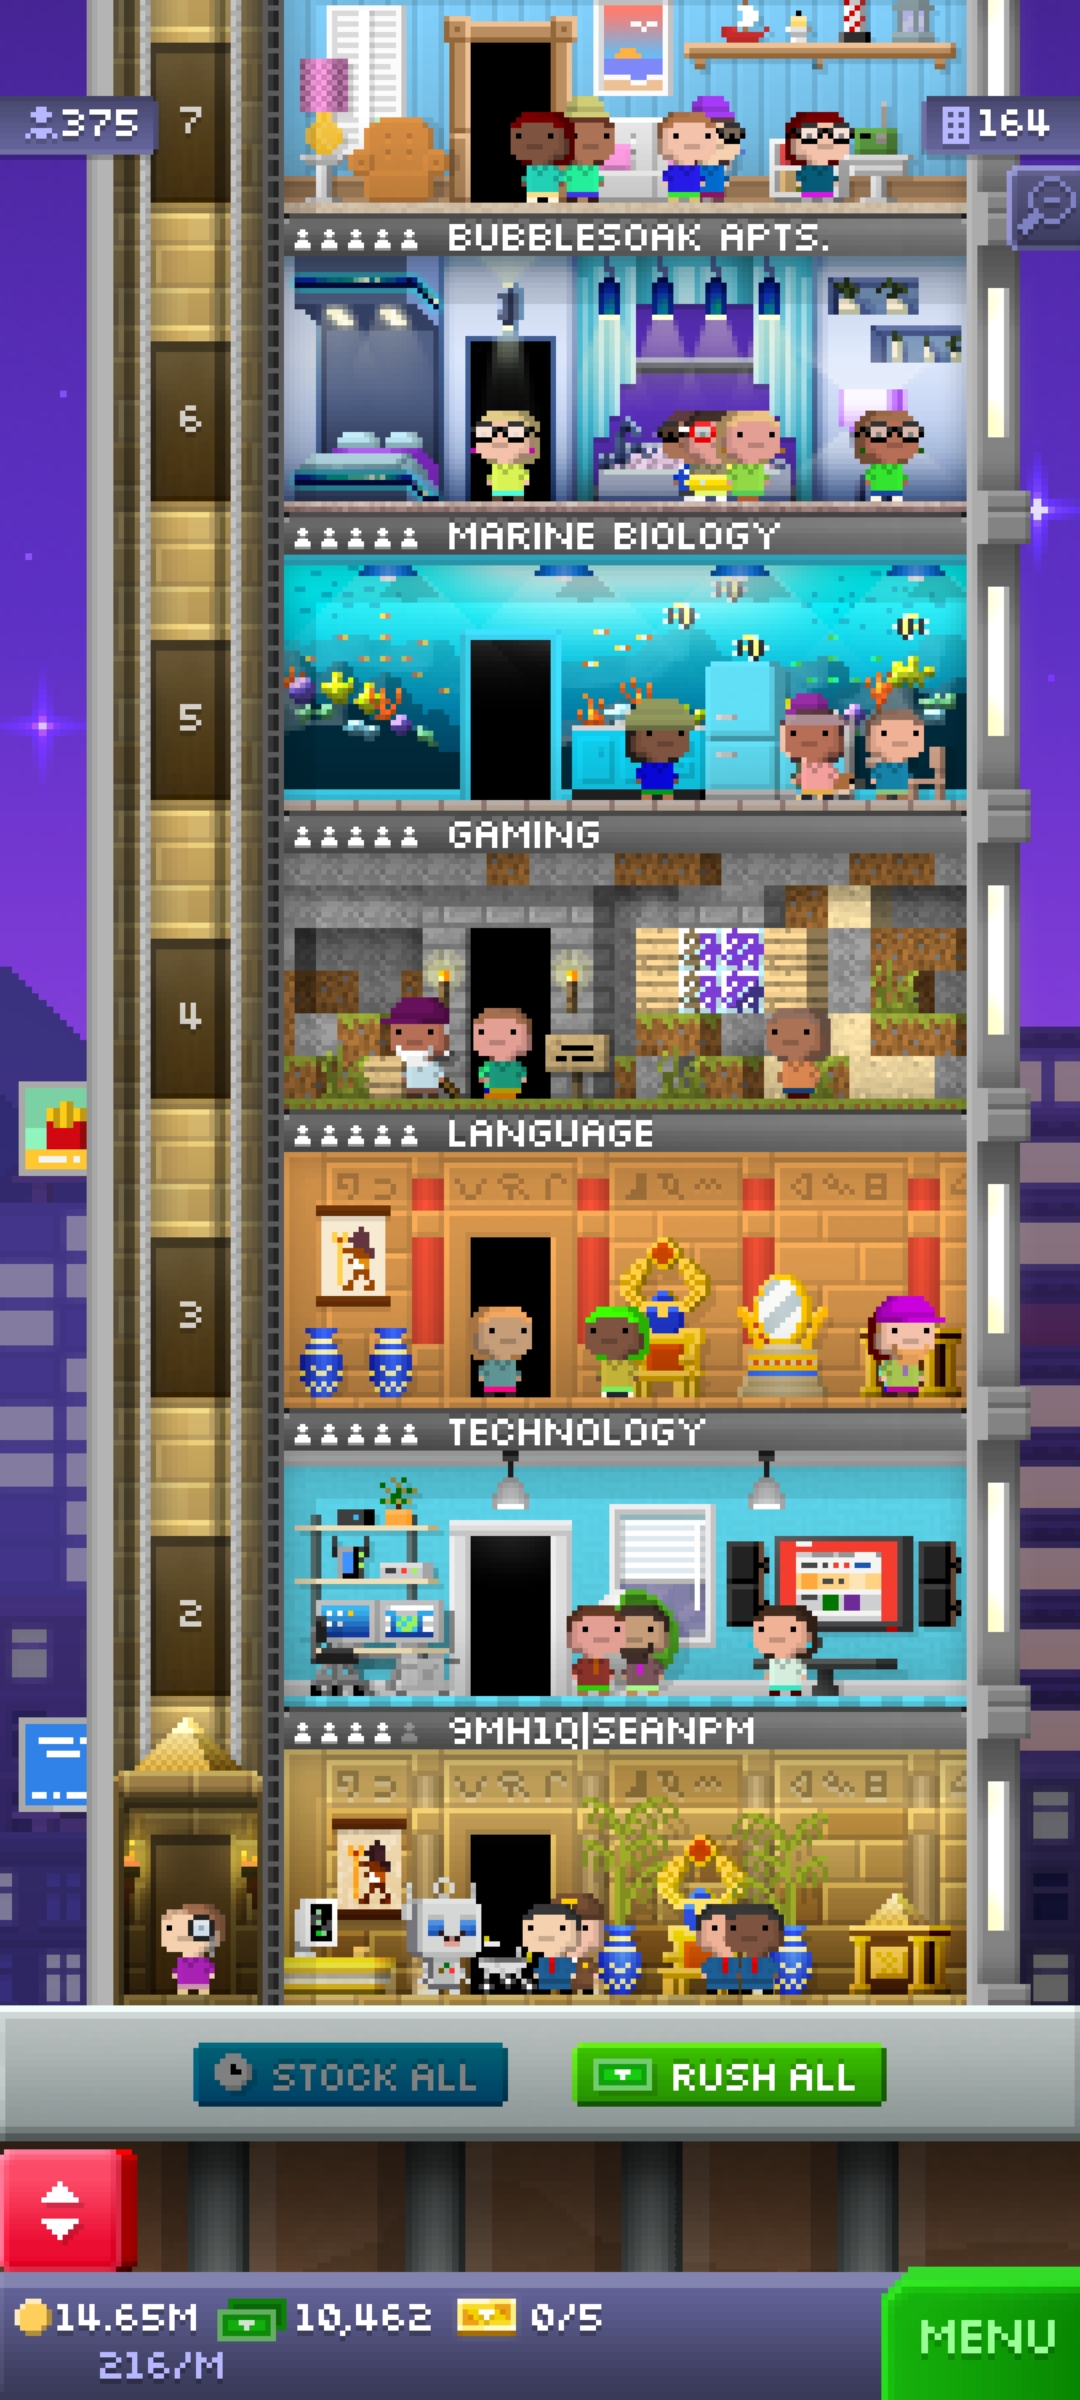 7
375
164
BUBBLESOAK APTS.
6
MARINE BIOLOGY
5
GAMING
4
LANGUAGE
3
TECHNOLOGY
2
9MH1Q|SEANPM
STOCK ALL
RUSH ALL
14.65M
10,462
0/5
216/M
MENU